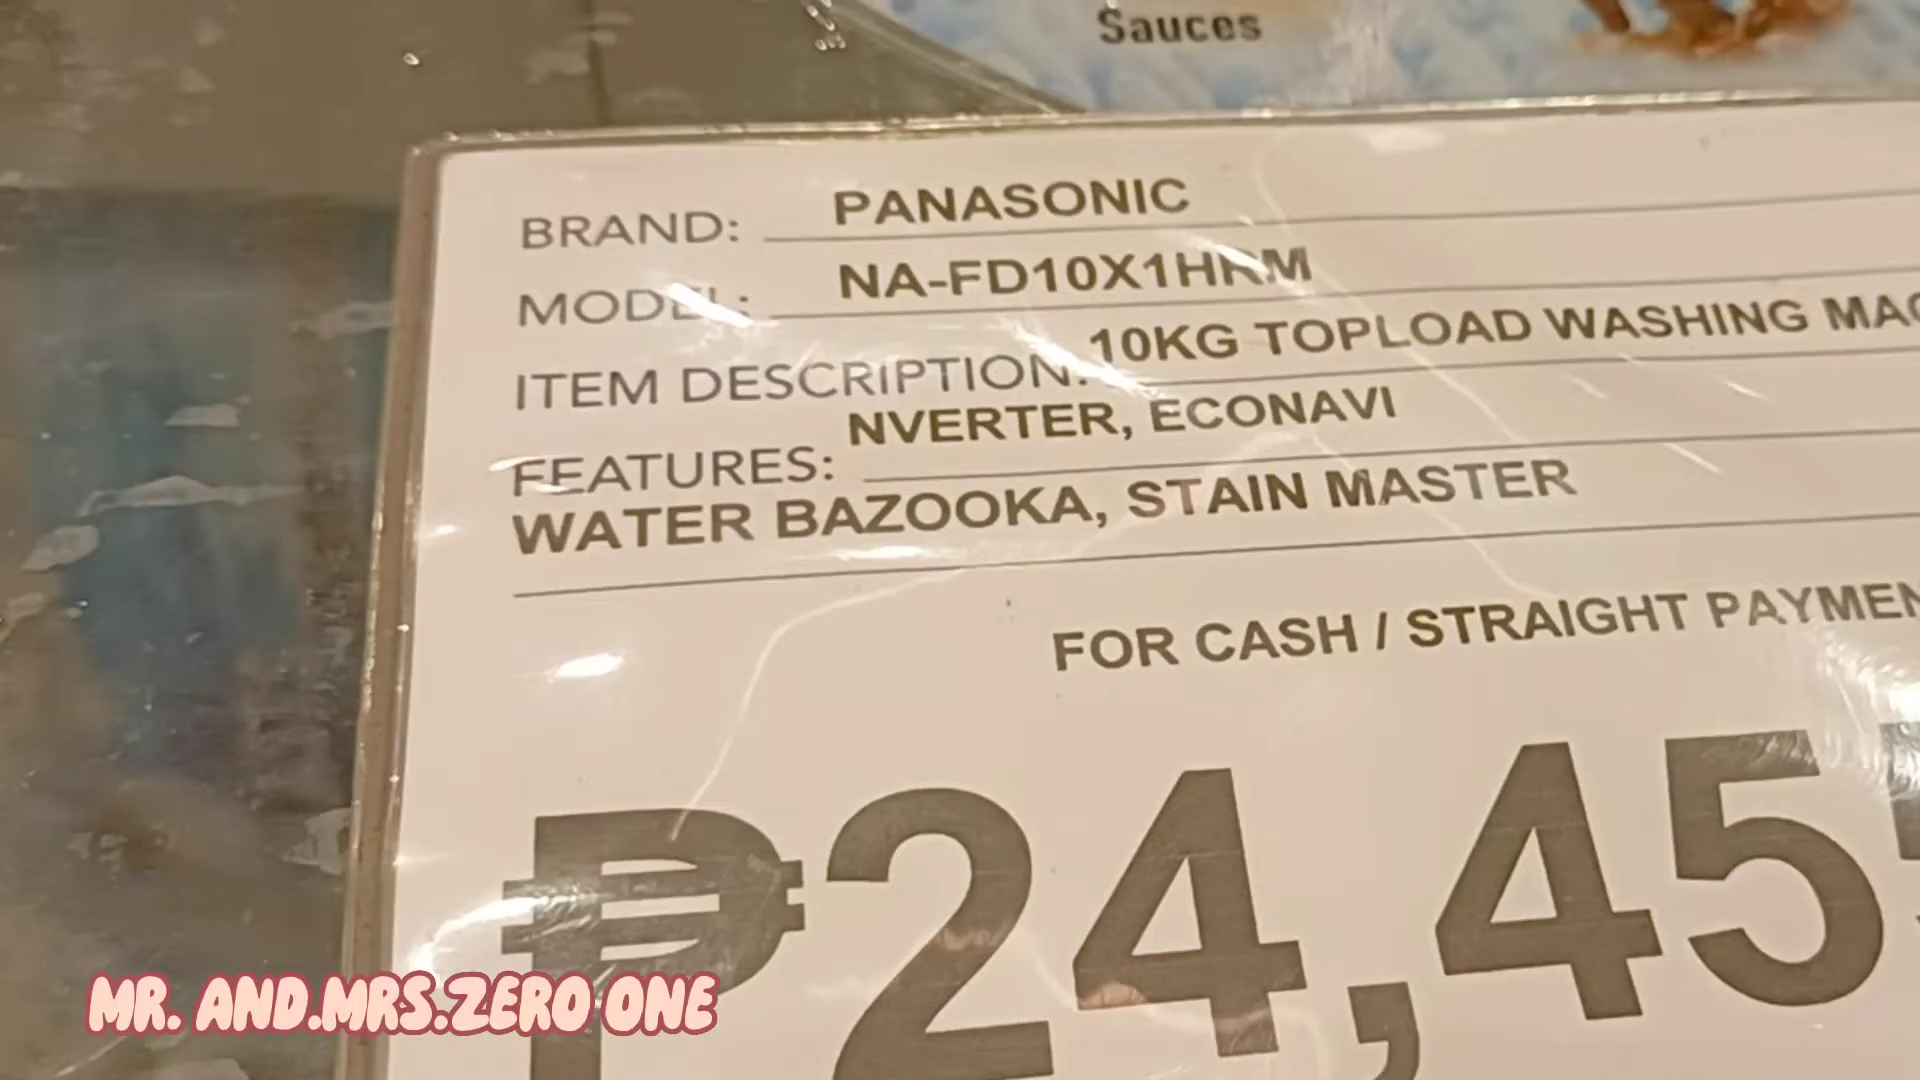 Sauces
BRAND: PANASONIC
MODEL: NA-FD10X1HRM
ITEM DESCRIPTION: 10KG TOPLOAD WASHING MAC
FEATURES: NVERTER, ECONAVI
WATER BAZOOKA, STAIN MASTER
FOR CASH / STRAIGHT PAYMEN
₱24,45
MR. AND.MRS.ZERO ONE